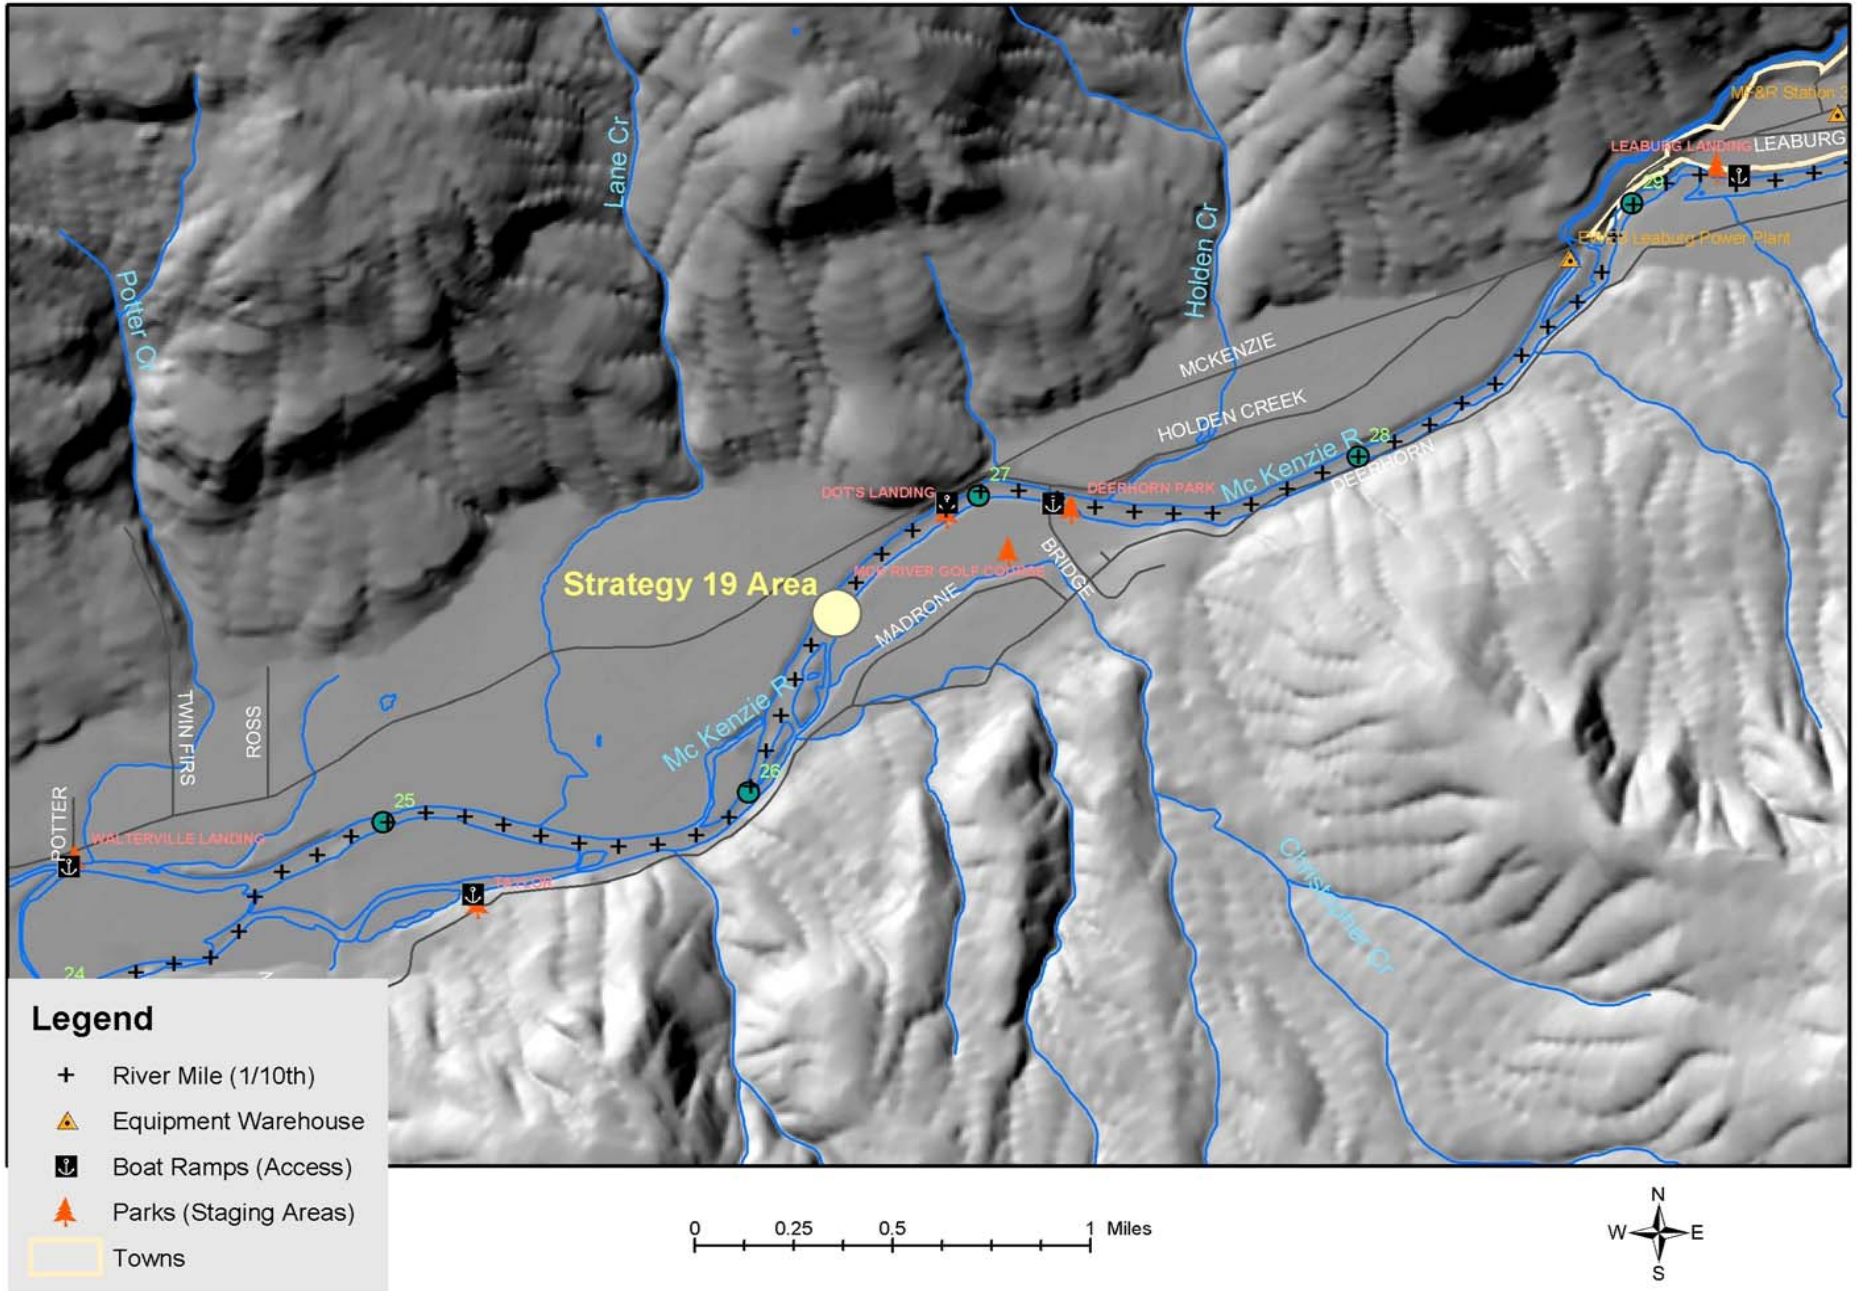 MF&R Station 3
LEABURG LANDING
LEABURG
29
EWEB Leaburg Power Plant
Lane Cr
Holden Cr
Potter Cr
MCKENZIE
HOLDEN CREEK
28
Mc Kenzie R
DEERHORN
27
DOT'S LANDING
DEERHORN PARK
BRIDGE
Strategy 19 Area
MADRONE
Mc Kenzie R
TWIN FIRS
ROSS
26
25
POTTER
WALTERVILLE LANDING
TAYLOR
Christopher Cr
24
Legend
River Mile (1/10th)
Equipment Warehouse
Boat Ramps (Access)
Parks (Staging Areas)
Towns
0 0.25 0.5 1 Miles
N
W E
S
RIVER GOLF COURSE